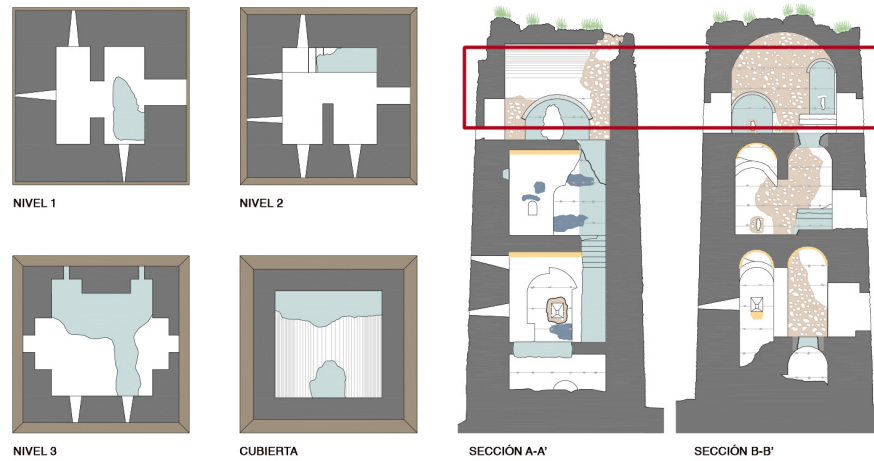 NIVEL 1
NIVEL 2
NIVEL 3
CUBIERTA
SECCIÓN A-A'
SECCIÓN B-B'